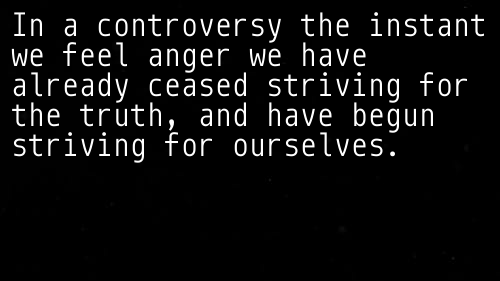 In a controversy the instant
we feel anger we have
already ceased striving for
the truth, and have begun
striving for ourselves.